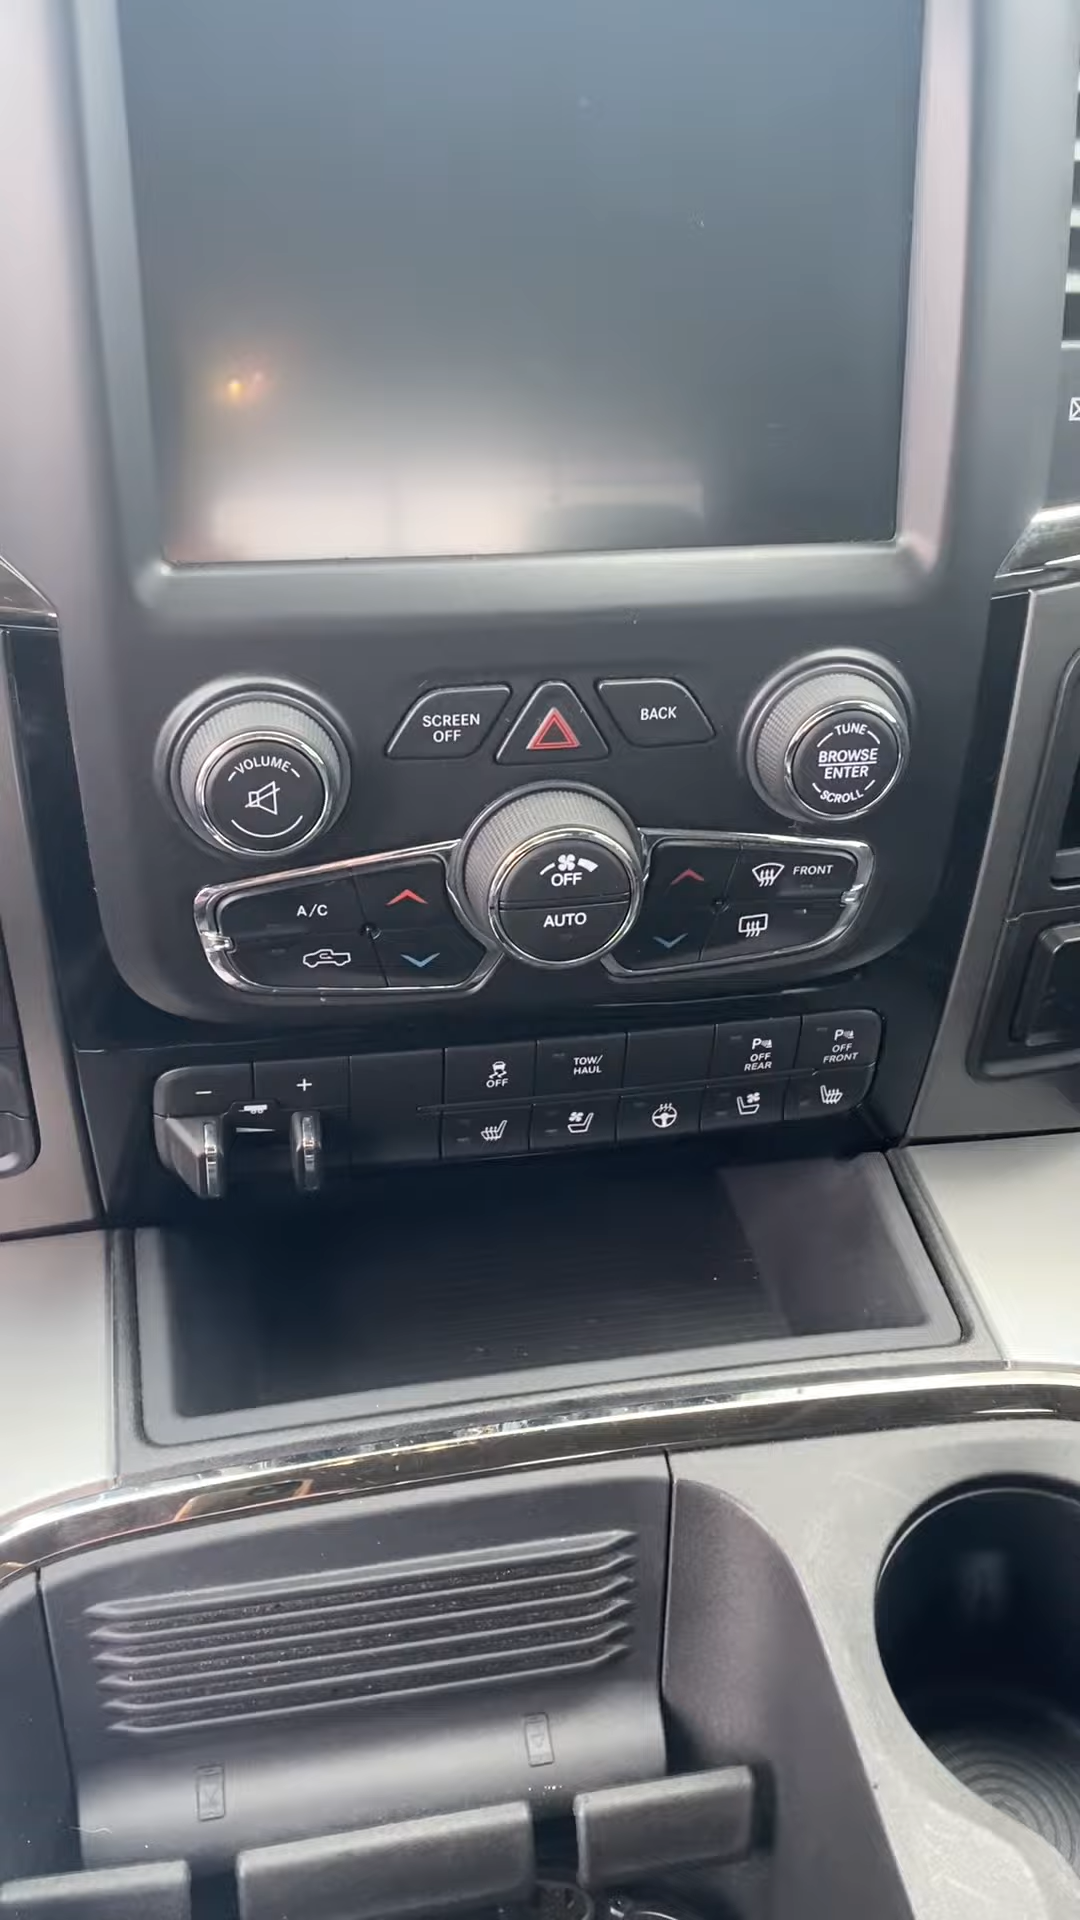 SCREEN
OFF
BACK
TUNE
BROWSE
ENTER
SCROLL
VOLUME
OFF
AUTO
A/C
FRONT
- +
OFF
TOW/
HAUL
P
OFF
REAR
P
OFF
FRONT